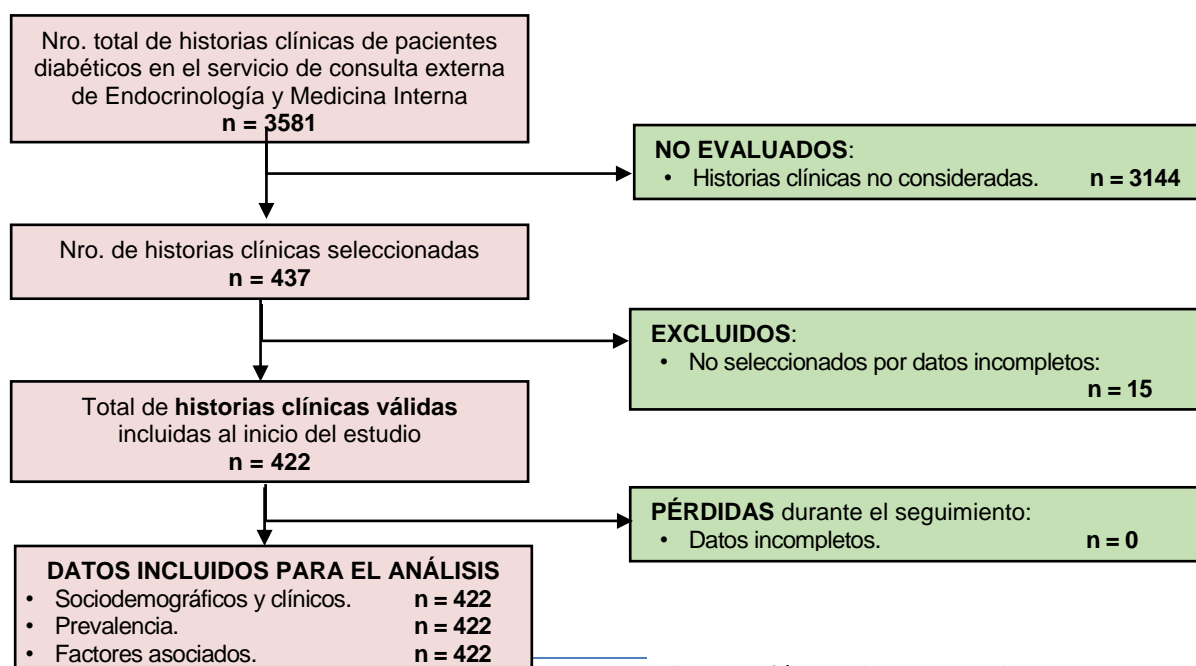 Nro. total de historias clínicas de pacientes
diabéticos en el servicio de consulta externa
de Endocrinología y Medicina Interna
n = 3581
NO EVALUADOS:
• Historias clínicas no consideradas. n = 3144
Nro. de historias clínicas seleccionadas
n = 437
EXCLUIDOS:
• No seleccionados por datos incompletos:
n = 15
Total de historias clínicas válidas
incluidas al inicio del estudio
n = 422
PÉRDIDAS durante el seguimiento:
• Datos incompletos. n = 0
DATOS INCLUIDOS PARA EL ANÁLISIS
• Sociodemográficos y clínicos. n = 422
• Prevalencia. n = 422
• Factores asociados. n = 422